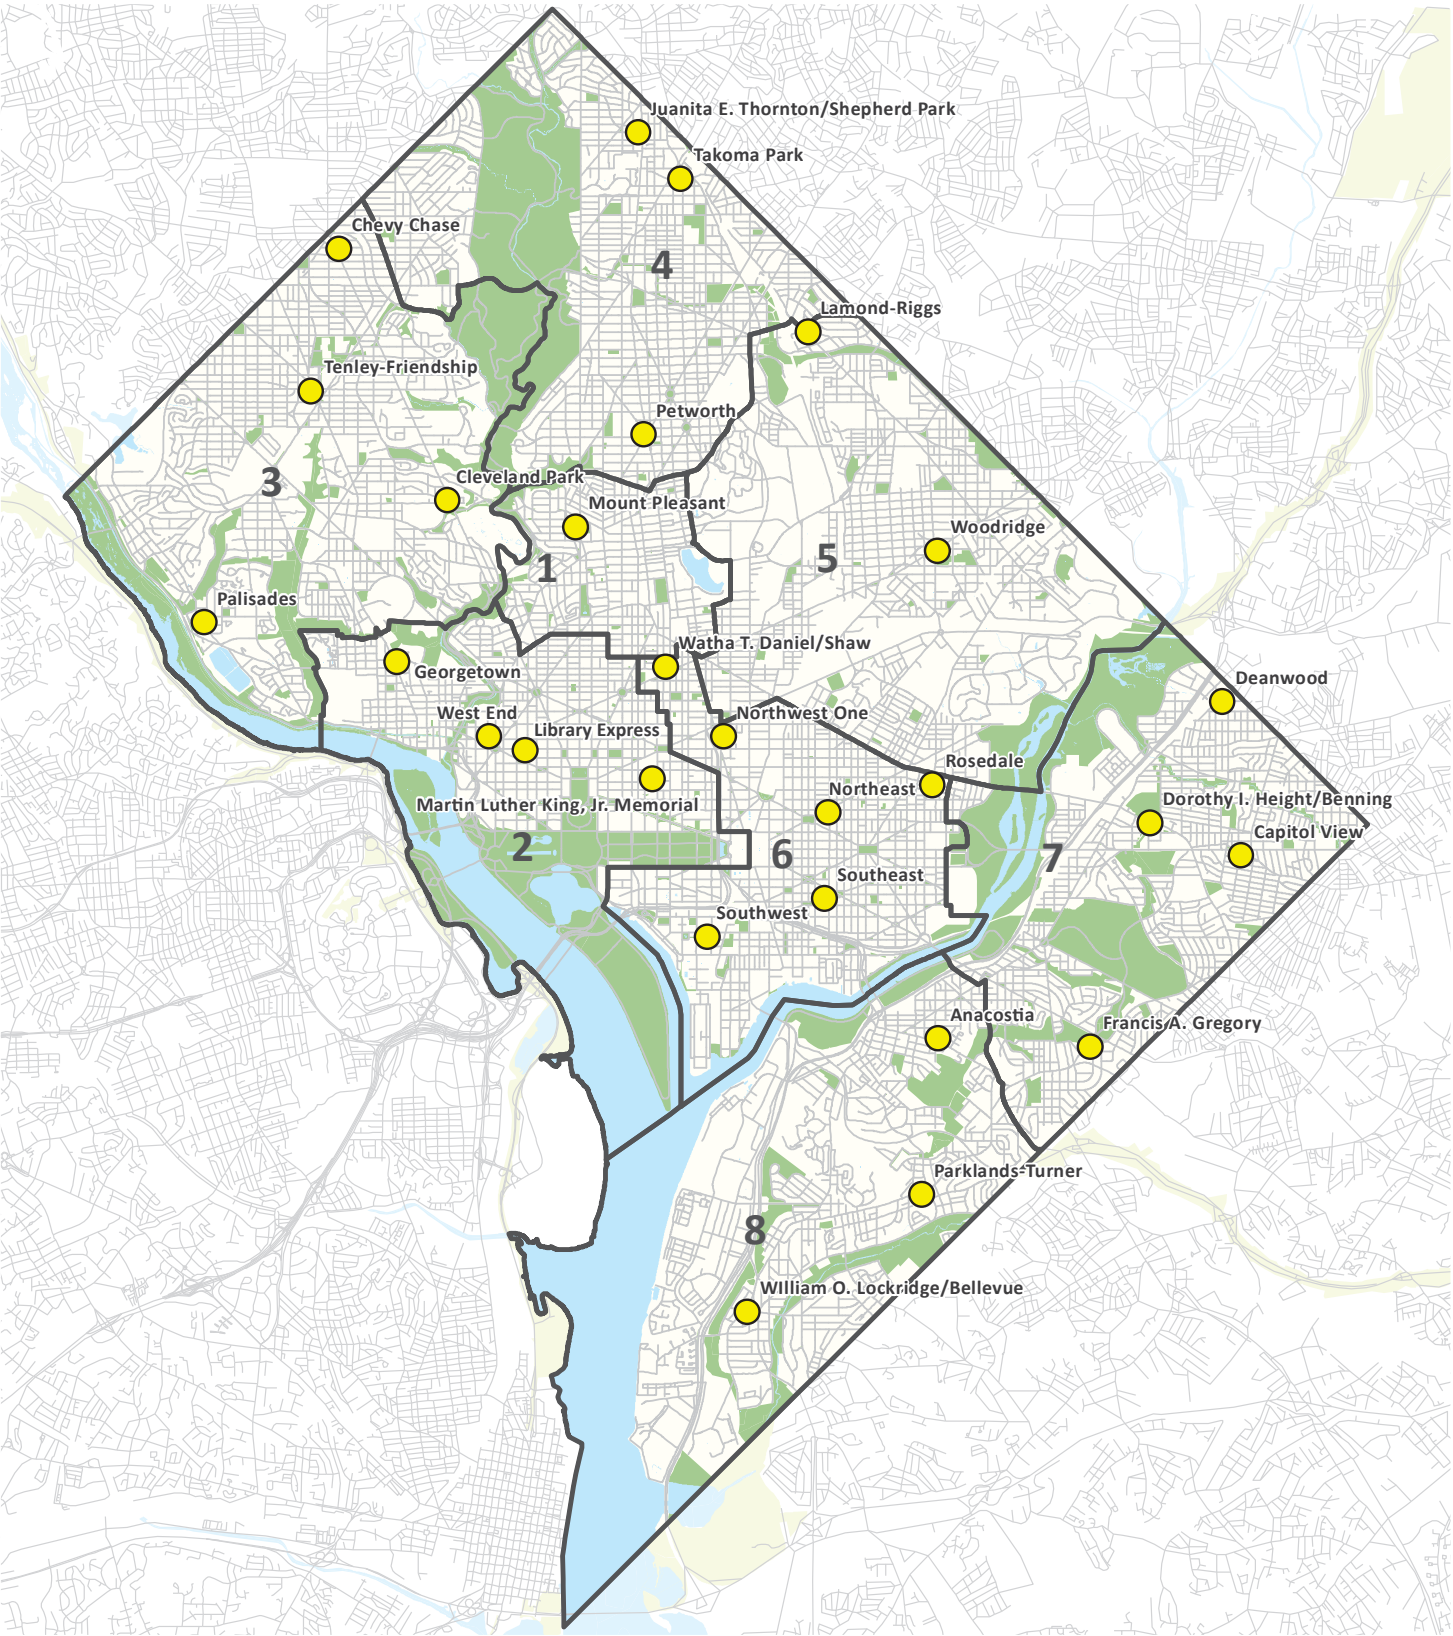 Juanita E. Thornton/Shepherd Park
Takoma Park
Chevy Chase
4
Lamond-Riggs
Tenley-Friendship
Petworth
3
Cleveland Park
Mount Pleasant
Woodridge
5
1
Palisades
Watha T. Daniel/Shaw
Georgetown
Deanwood
West End
Northwest One
Library Express
Rosedale
Northeast
Dorothy I. Height/Benning
Martin Luther King, Jr. Memorial
Capitol View
2
6
7
Southeast
Southwest
Anacostia
Francis A. Gregory
Parklands-Turner
8
WIlliam O. Lockridge/Bellevue